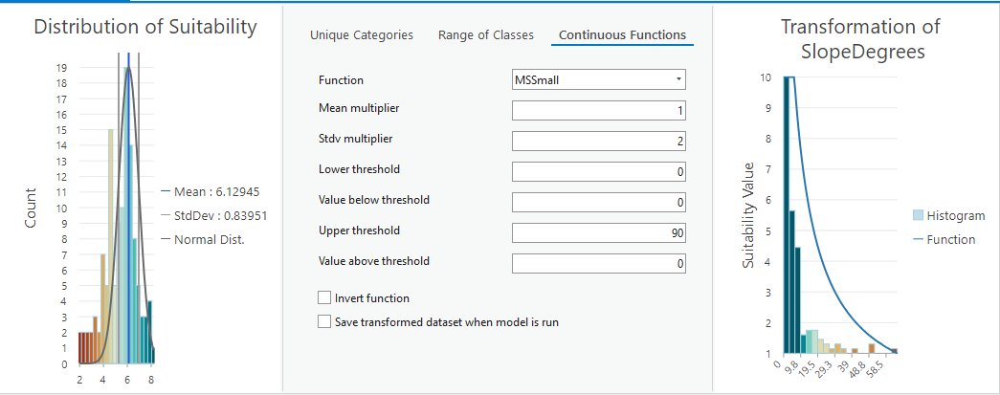 Distribution of Suitability
19
18
17
16
15
14
13
12
11
10
9
8
7
6
5
4
3
2
1
0
Count
2 4 6 8
Mean : 6.12945
StdDev : 0.83951
Normal Dist.
Unique Categories Range of Classes Continuous Functions
Function MSSmall
Mean multiplier 1
Stdv multiplier 2
Lower threshold 0
Value below threshold 0
Upper threshold 90
Value above threshold 0
Invert function
Save transformed dataset when model is run
Transformation of
SlopeDegrees
10
9
8
7
6
5
4
3
2
1
Suitability Value
0 9.8 19.5 29.3 39 48.8 58.5
Histogram
Function